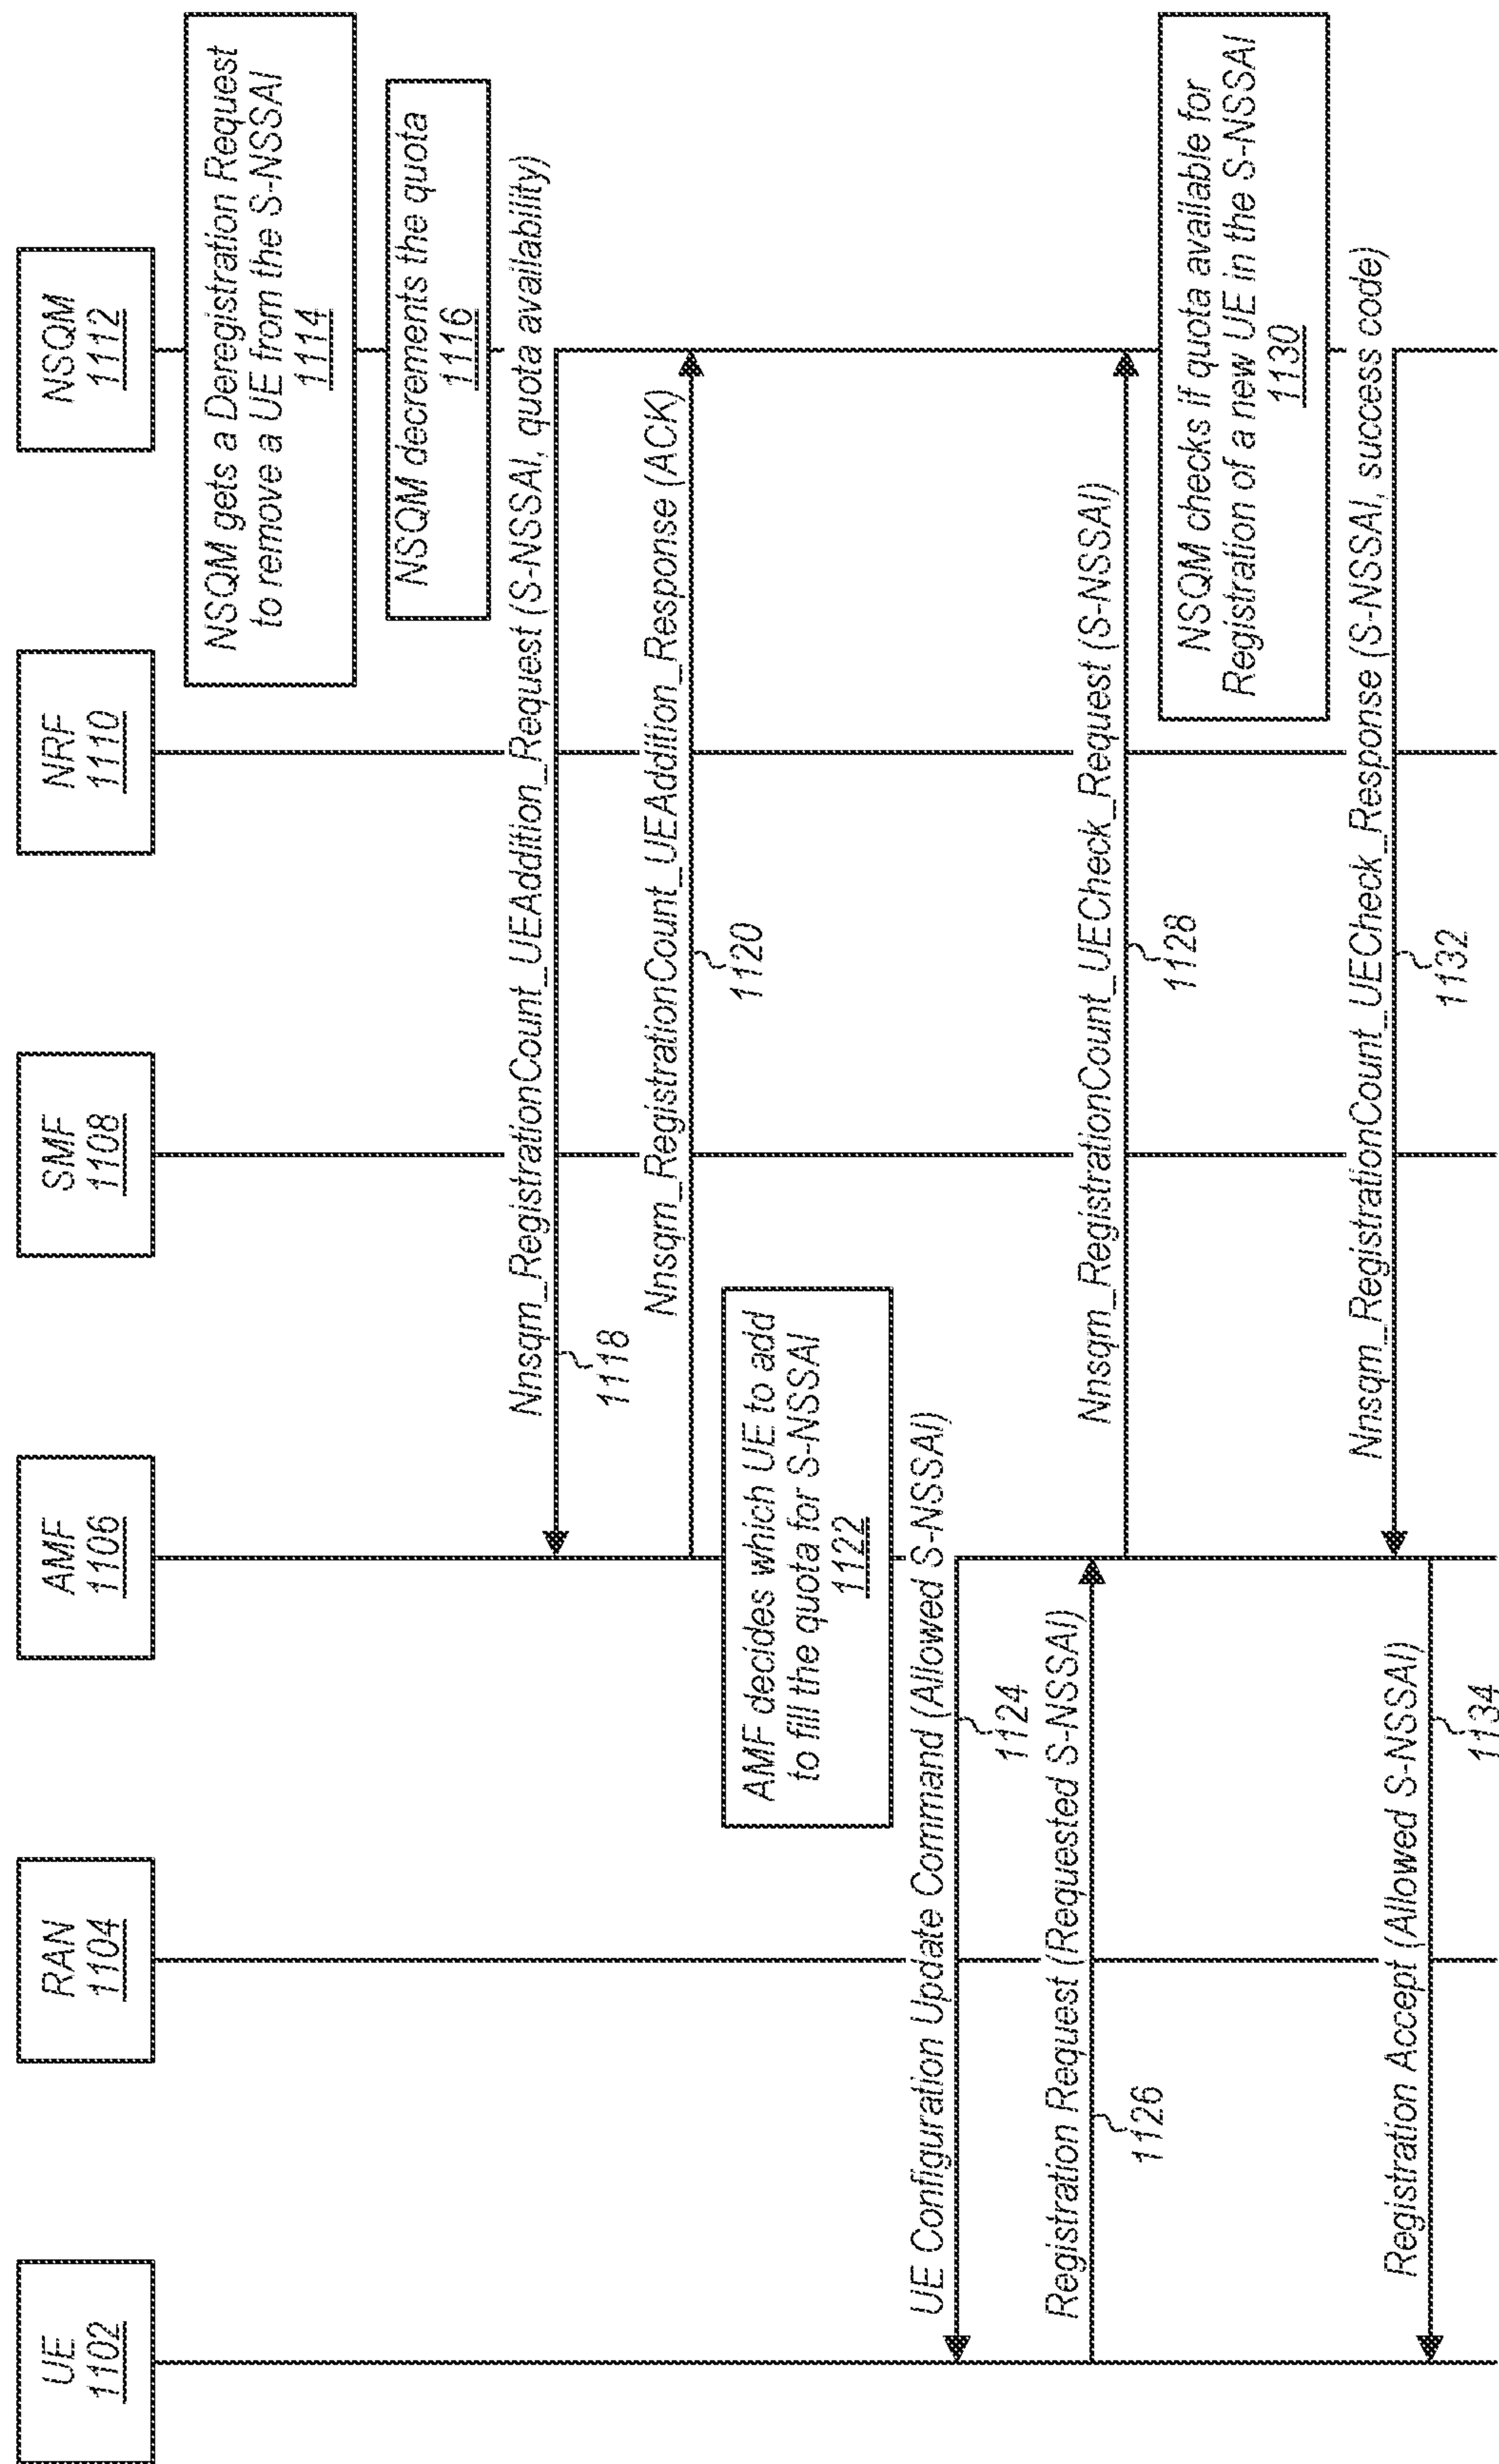 UE
1102
RAN
1104
AMF
1106
SMF
1108
NRF
1110
NSQM
1112
NSQM gets a Deregistration Request
to remove a UE from the S-NSSAI
1114
NSQM decrements the quota
1116
Nnsqm_RegistrationCount_UEAddition_Request (S-NSSAI, quota availability)
1118
Nnsqm_RegistrationCount_UEAddition_Response (ACK)
1120
AMF decides which UE to add
to fill the quota for S-NSSAI
1122
UE Configuration Update Command (Allowed S-NSSAI)
1124
Registration Request (Requested S-NSSAI)
1126
Nnsqm_RegistrationCount_UECheck_Request (S-NSSAI)
1128
NSQM checks if quota available for
Registration of a new UE in the S-NSSAI
1130
Nnsqm_RegistrationCount_UECheck_Response (S-NSSAI, success code)
1132
Registration Accept (Allowed S-NSSAI)
1134